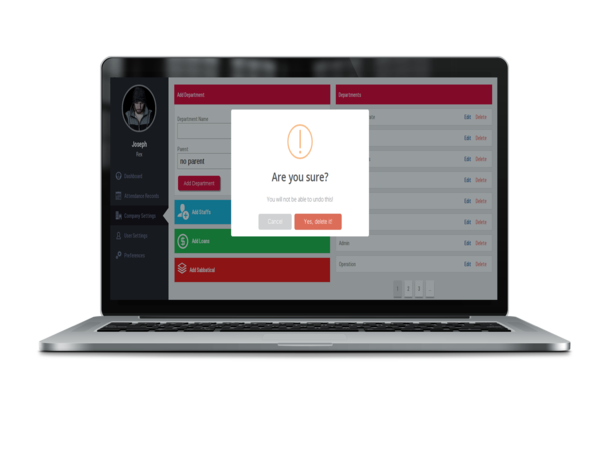 Joseph
Dashboard
Attendance Records
Company Settings
User Settings
Preferences
Add Department
Department Name
Parent
no parent
Add Department
Add Staffs
Add Loans
Add Sabbatical
Departments
Edit Delete
Edit Delete
Edit Delete
Edit Delete
Edit Delete
Edit Delete
Admin Edit Delete
Operation Edit Delete
1 2 3
Are you sure?
You will not be able to undo this!
Cancel Yes, delete it!